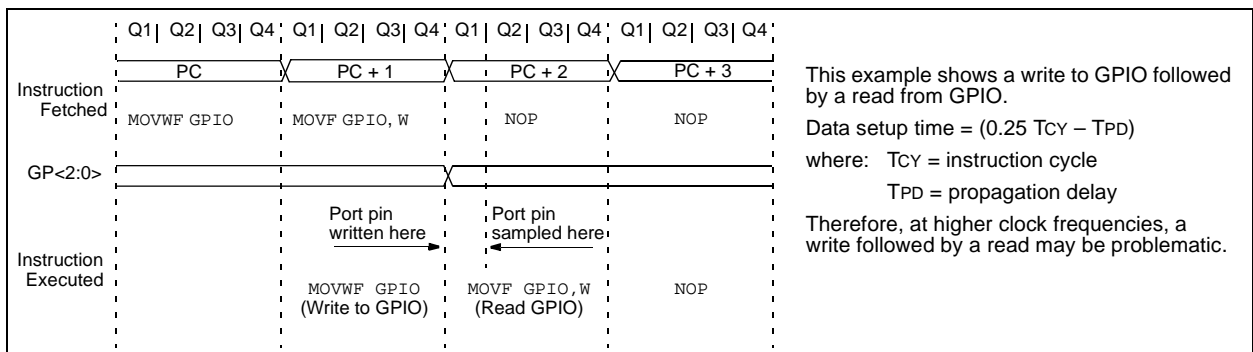 Q1| Q2| Q3| Q4 Q1| Q2| Q3| Q4 Q1| Q2| Q3| Q4 Q1| Q2| Q3| Q4
PC PC + 1 PC + 2 PC + 3
Instruction
Fetched
MOVWF GPIO MOVF GPIO, W NOP NOP
GP<2:0>
Port pin
written here
Port pin
sampled here
Instruction
Executed
MOVWF GPIO
(Write to GPIO)
MOVF GPIO,W
(Read GPIO)
NOP
This example shows a write to GPIO followed
by a read from GPIO.
Data setup time = (0.25 TCY – TPD)
where: TCY = instruction cycle
TPD = propagation delay
Therefore, at higher clock frequencies, a
write followed by a read may be problematic.